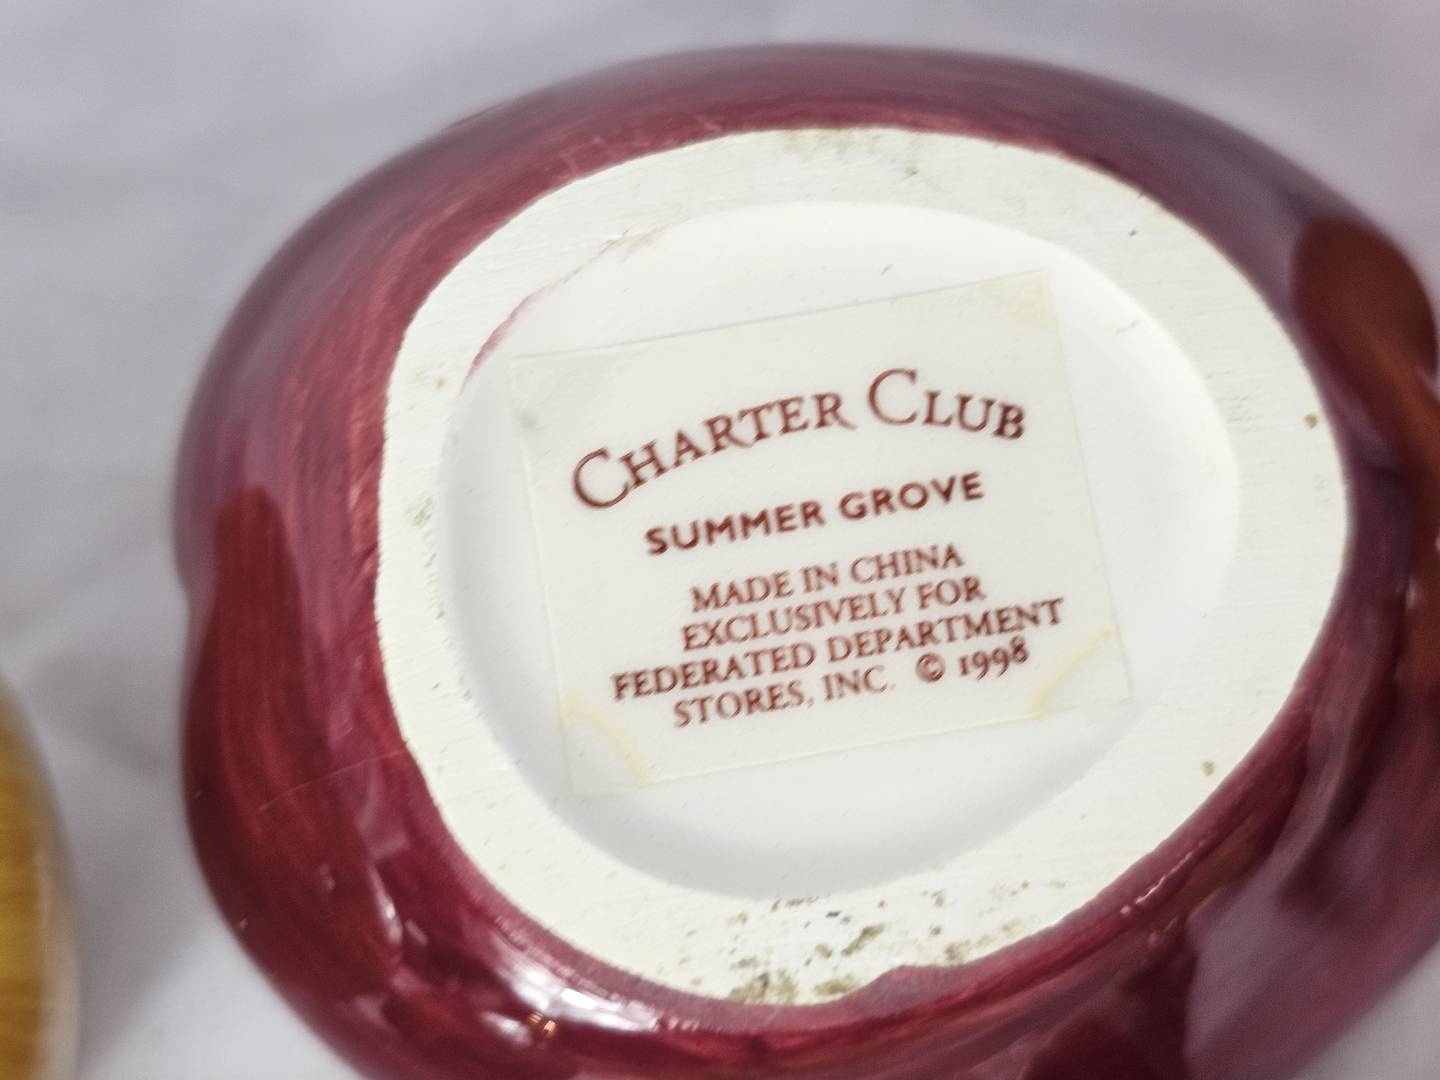 CHARTER CLUB
SUMMER GROVE
MADE IN CHINA
EXCLUSIVELY FOR
FEDERATED DEPARTMENT
STORES, INC. © 1998